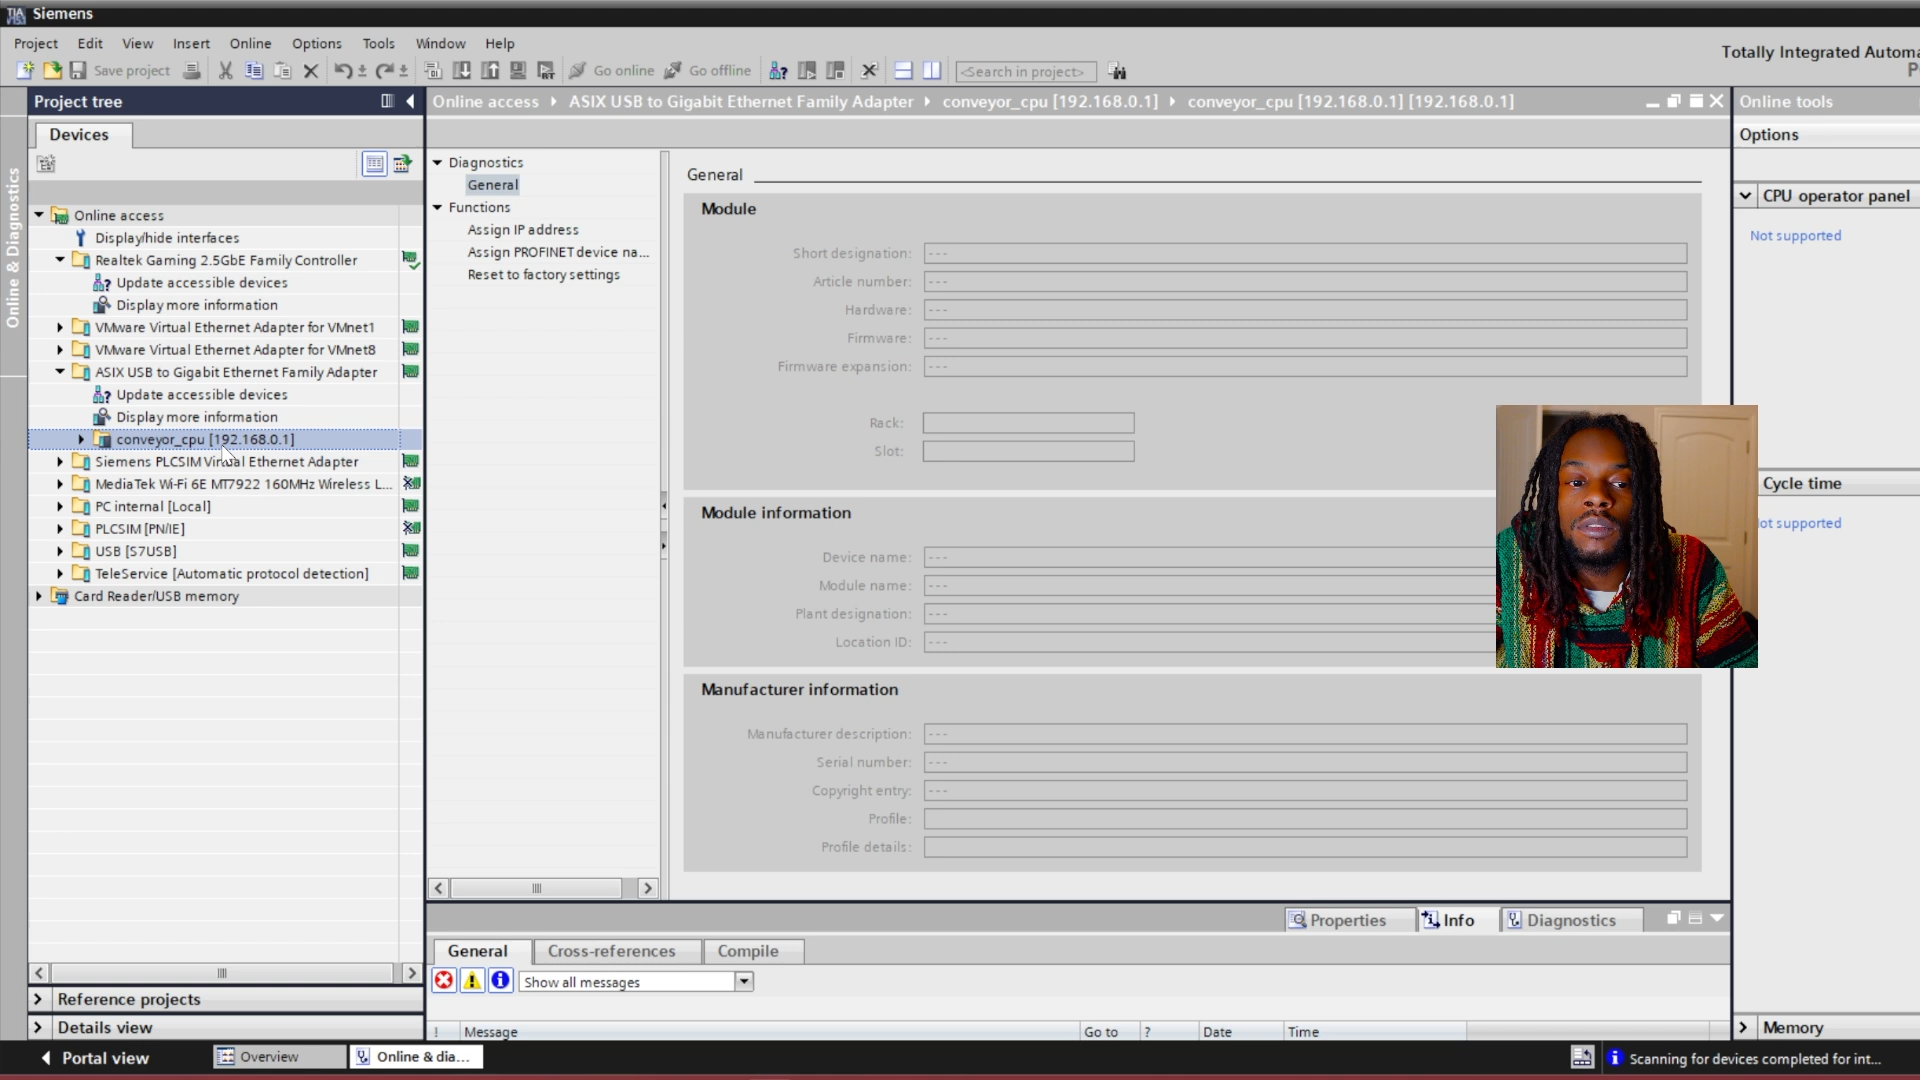 Siemens
Project Edit View Insert Online Options Tools Window Help
Totally Integrated Autom
Save project Go online Go offline <Search in project>
Project tree
Online access ASIX USB to Gigabit Ethernet Family Adapter conveyor_cpu [192.168.0.1] conveyor_cpu [192.168.0.1] [192.168.0.1]
Online tools
Devices
Options
Online & Diagnostics
Online access
Display/hide interfaces
Realtek Gaming 2.5GbE Family Controller
Update accessible devices
Display more information
VMware Virtual Ethernet Adapter for VMnet1
VMware Virtual Ethernet Adapter for VMnet8
ASIX USB to Gigabit Ethernet Family Adapter
Update accessible devices
Display more information
conveyor_cpu [192.168.0.1]
Siemens PLCSIM Virtual Ethernet Adapter
MediaTek Wi-Fi 6E MT7922 160MHz Wireless L...
PC internal [Local]
PLCSIM [PN/IE]
USB [S7USB]
TeleService [Automatic protocol detection]
Card Reader/USB memory
Reference projects
Details view
Diagnostics
General
Functions
Assign IP address
Assign PROFINET device na...
Reset to factory settings
General
Module
Short designation: ---
Article number: ---
Hardware: ---
Firmware: ---
Firmware expansion: ---
Rack:
Slot:
Module information
Device name: ---
Module name: ---
Plant designation: ---
Location ID: ---
Manufacturer information
Manufacturer description: ---
Serial number: ---
Copyright entry: ---
Profile:
Profile details:
CPU operator panel
Not supported
Cycle time
ot supported
Memory
Properties Info Diagnostics
General Cross-references Compile
Show all messages
! Message Go to ? Date Time
Portal view Overview Online & dia...
Scanning for devices completed for int...